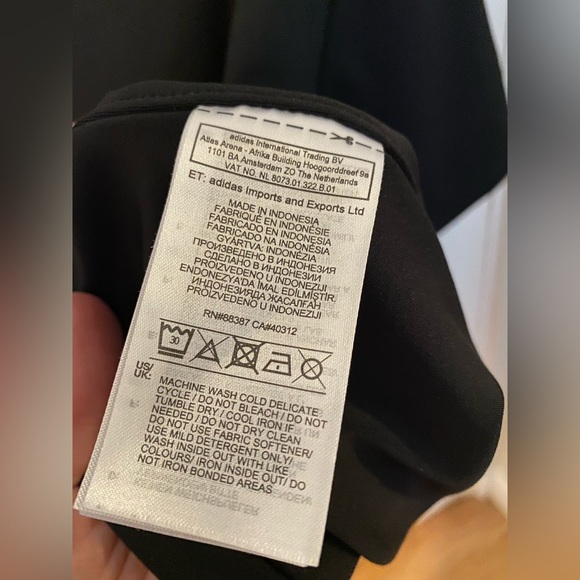 adidas International Trading BV
Atlas Arena - Afrika Building Hoogoorddreef 9a
1101 BA Amsterdam ZO The Netherlands
VAT NO. NL 8073.01.322.B.01
ET: adidas Imports and Exports Ltd
MADE IN INDONESIA
FABRIQUÉ EN INDONÉSIE
FABRICADO EN INDONESIA
FABRICADO NA INDONÉSIA
GYÁRTVA: INDONÉZIA
ПРОИЗВЕДЕНО В ИНДОНЕЗИЯ
СДЕЛАНО В ИНДОНЕЗИИ
PROIZVEDENO U INDONEZIJI
ENDONEZYA'DA İMAL EDİLMİŞTİR
ИНДОНЕЗИЯДА ЖАСАЛҒАН
PROIZVEDENO U INDONEZIJI
RN#88387 CA#40312
30
US/
UK:
MACHINE WASH COLD DELICATE
CYCLE / DO NOT BLEACH / DO NOT
TUMBLE DRY / COOL IRON IF
NEEDED / DO NOT DRY CLEAN
DO NOT USE FABRIC SOFTENER/
USE MILD DETERGENT ONLY/
WASH INSIDE OUT WITH LIKE
COLOURS/ IRON INSIDE OUT/ DO
NOT IRON BONDED AREAS